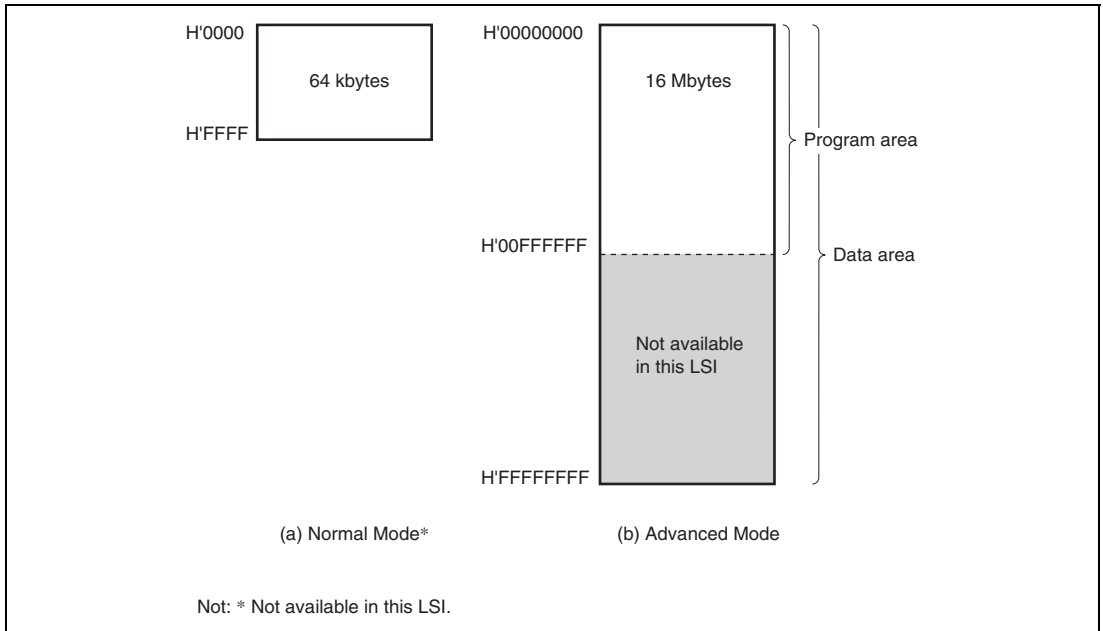 H'0000
64 kbytes
H'FFFF
H'00000000
16 Mbytes
Program area
H'00FFFFFF
Data area
Not available
in this LSI
H'FFFFFFFF
(a) Normal Mode*
(b) Advanced Mode
Not: * Not available in this LSI.